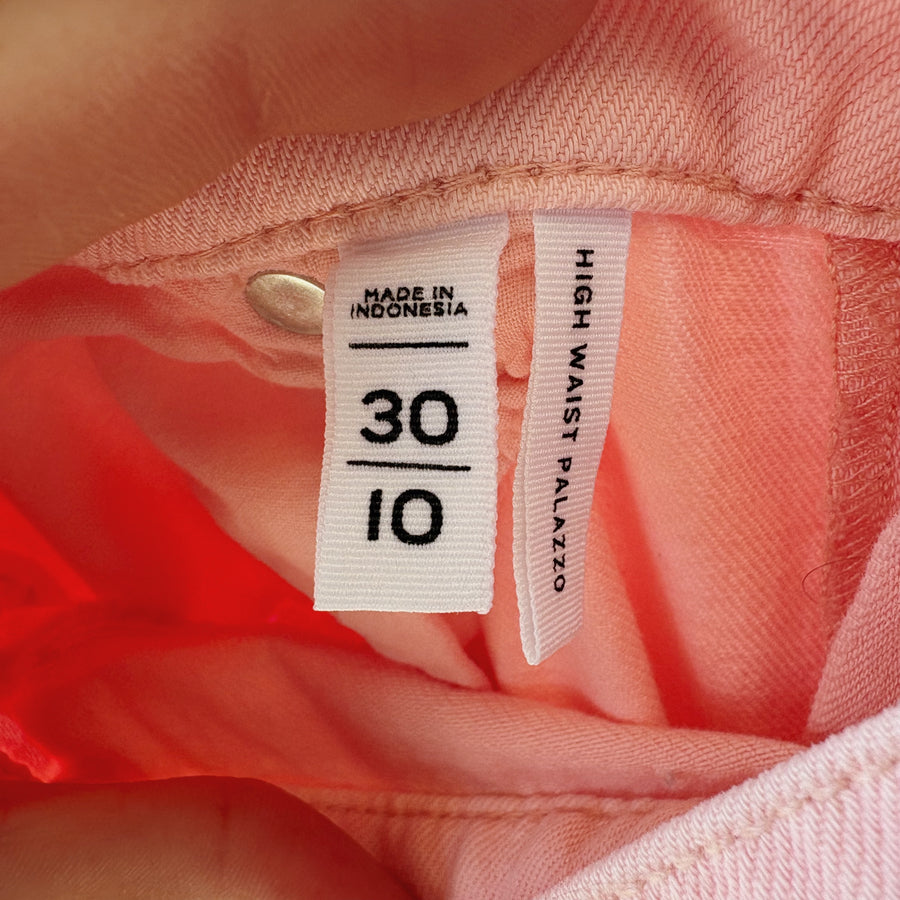 MADE IN
INDONESIA
30
10
HIGH WAIST PALAZZO